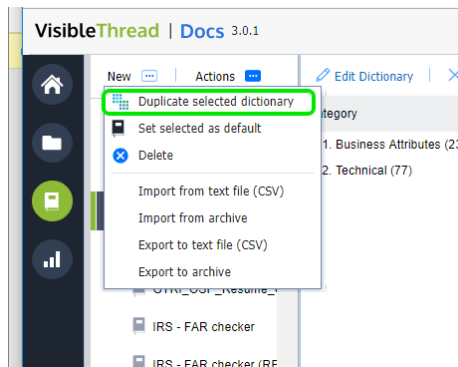 VisibleThread | Docs 3.0.1
New Actions Edit Dictionary
Duplicate selected dictionary
Set selected as default
Delete
Import from text file (CSV)
Import from archive
Export to text file (CSV)
Export to archive
tegory
1. Business Attributes (23
2. Technical (77)
IRS - FAR checker
IRS - FAR checker (RF